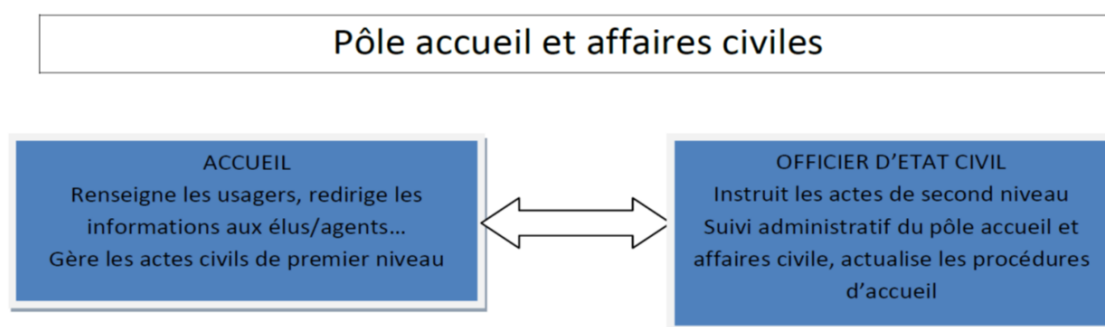 Pôle accueil et affaires civiles
ACCUEIL
Renseigne les usagers, redirige les
informations aux élus/agents...
Gère les actes civils de premier niveau
OFFICIER D'ETAT CIVIL
Instruit les actes de second niveau
Suivi administratif du pôle accueil et
affaires civile, actualise les procédures
d'accueil